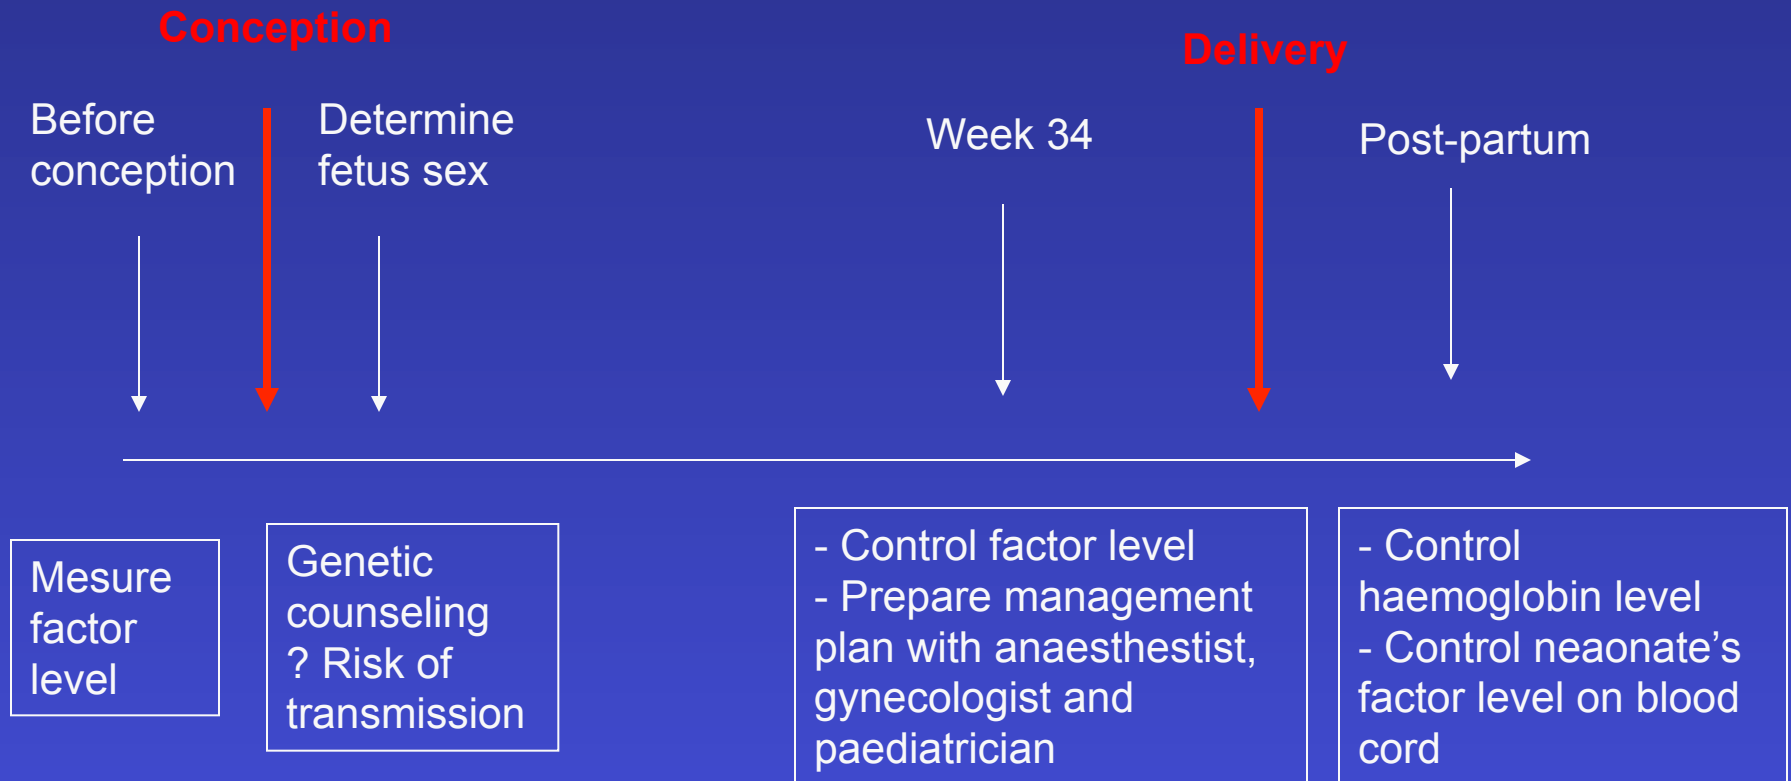 Conception
Delivery
Before
conception
Determine
fetus sex
Week 34
Post-partum
Mesure
factor
level
Genetic
counseling
? Risk of
transmission
- Control factor level
- Prepare management
plan with anaesthestist,
gynecologist and
paediatrician
- Control
haemoglobin level
- Control neaonate’s
factor level on blood
cord